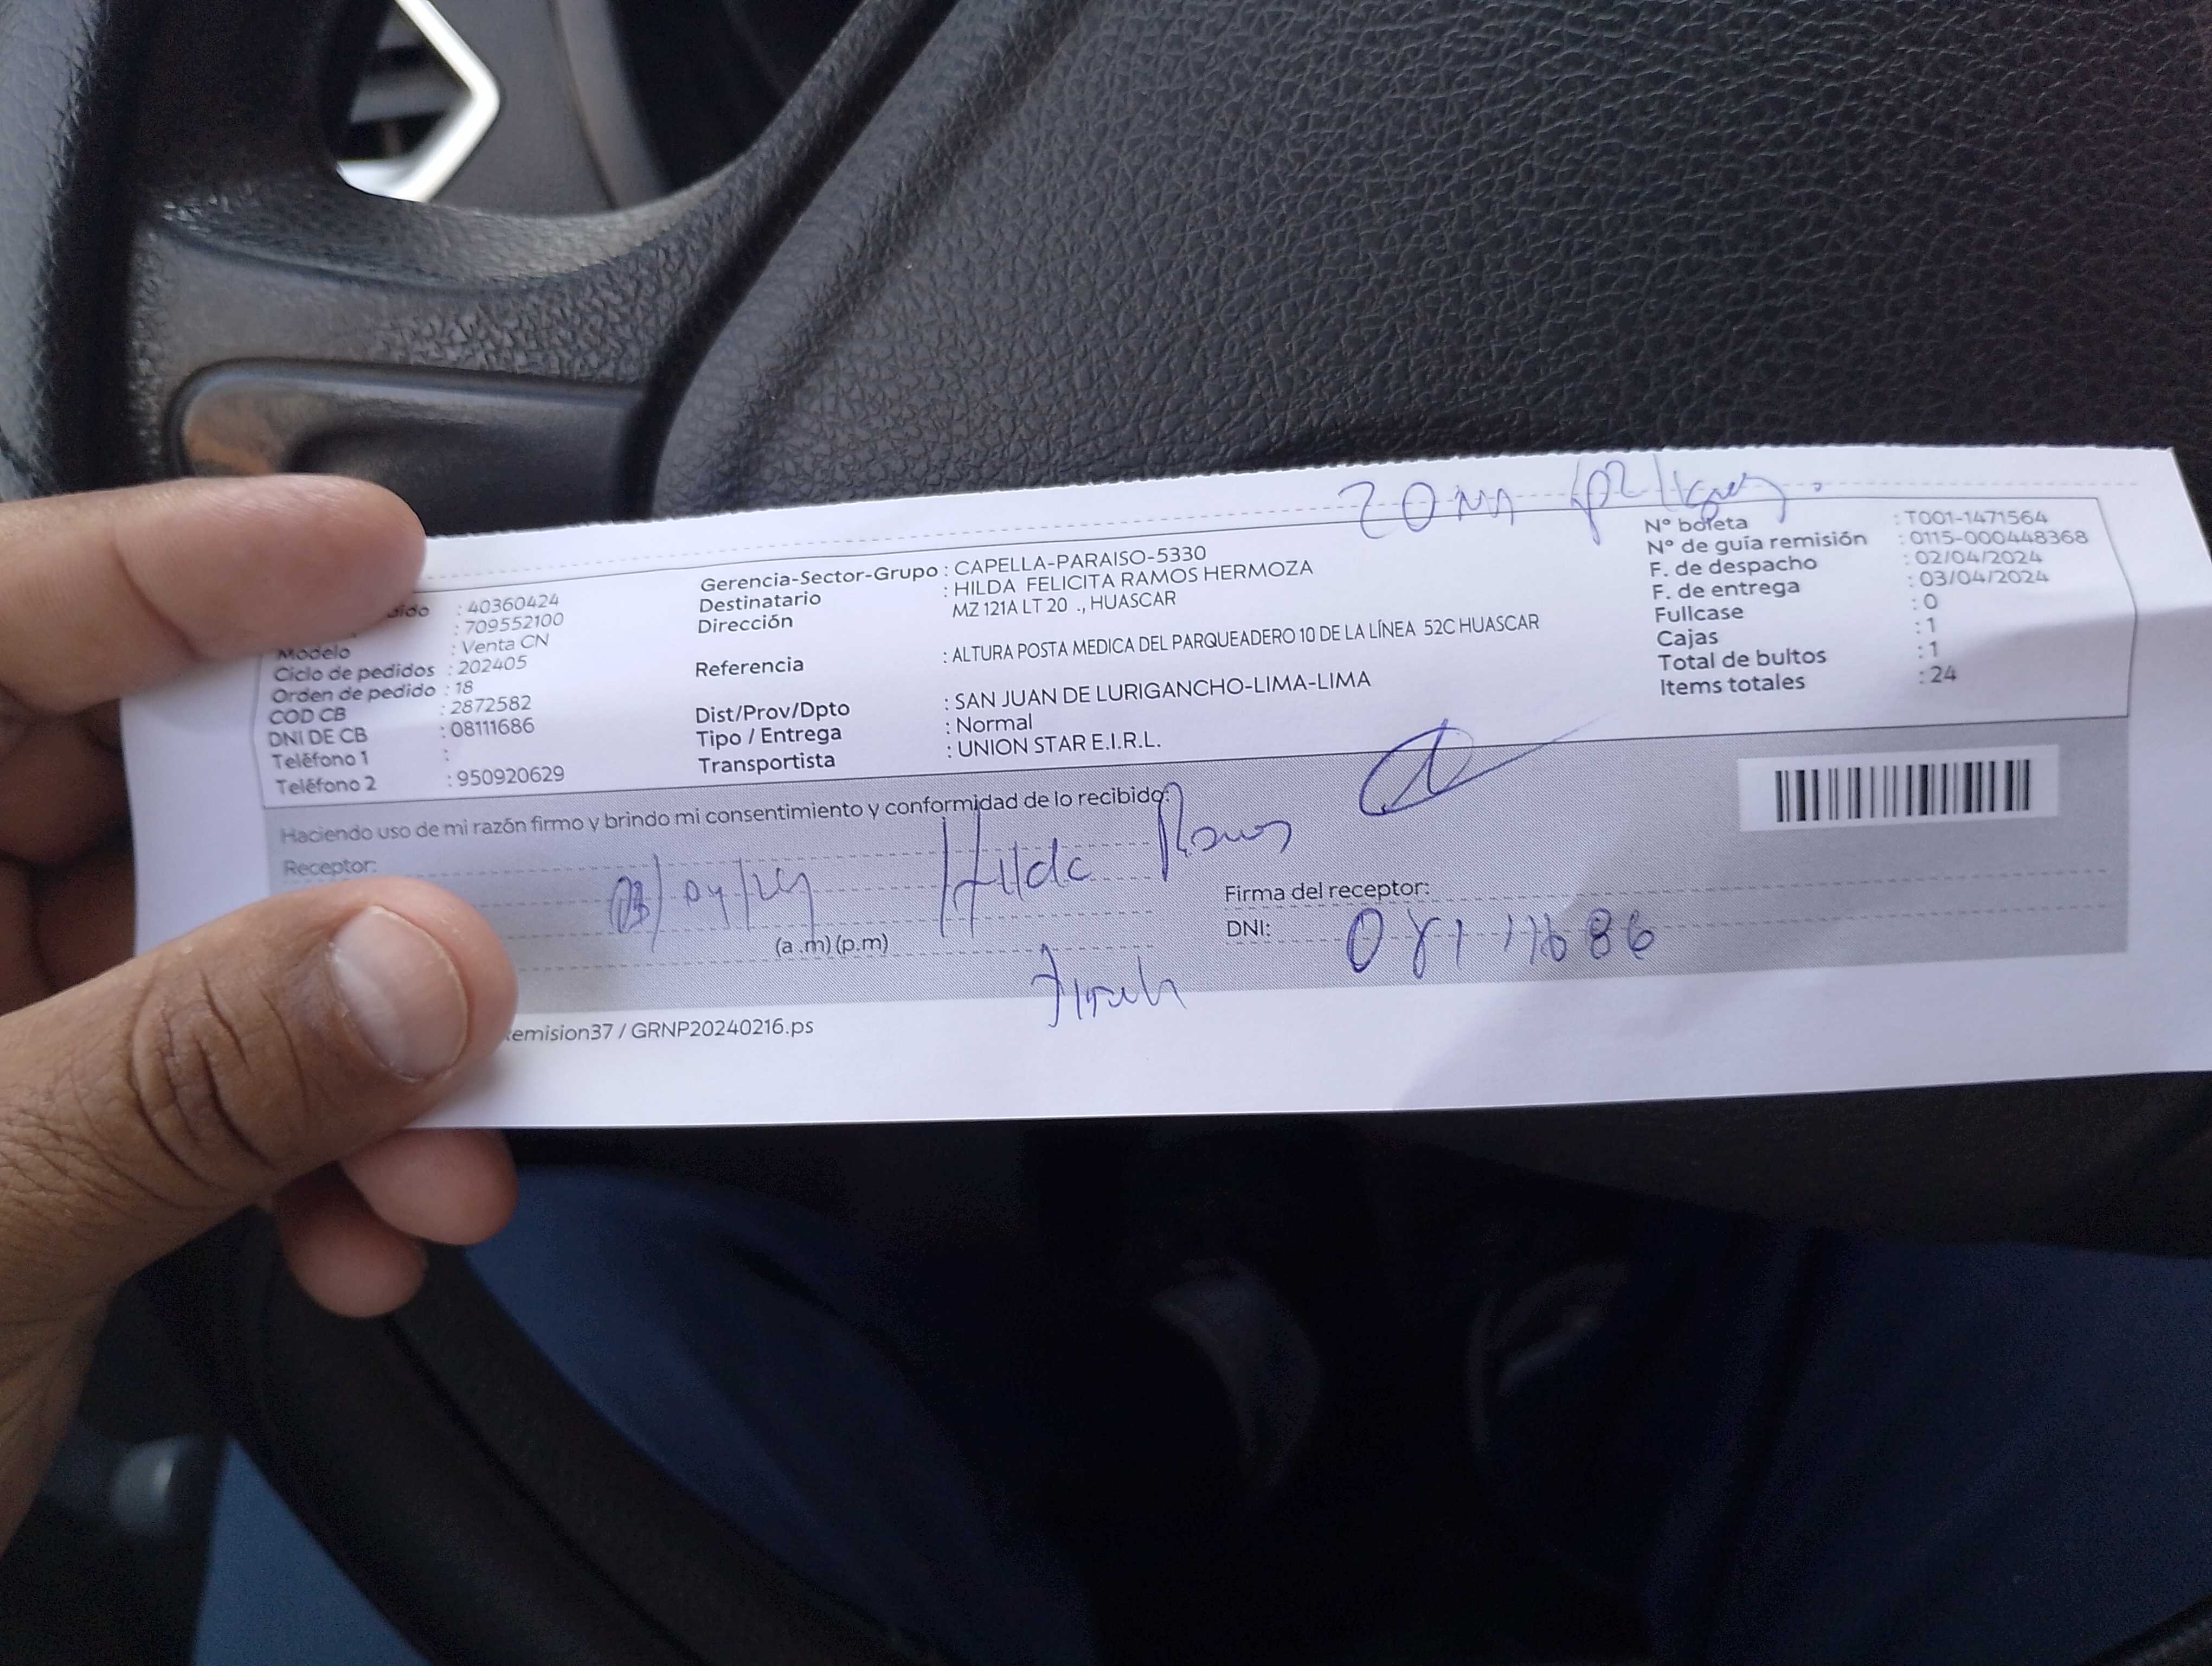 zona peligrosa.
ido : 40360424
: 709552100
Modelo : Venta CN
Ciclo de pedidos : 202405
Orden de pedido : 18
COD CB : 2872582
DNI DE CB : 08111686
Teléfono 1 :
Teléfono 2 : 950920629
Gerencia-Sector-Grupo : CAPELLA-PARAISO-5330
Destinatario : HILDA FELICITA RAMOS HERMOZA
Dirección MZ 121A LT 20 ., HUASCAR
Referencia : ALTURA POSTA MEDICA DEL PARQUEADERO 10 DE LA LÍNEA 52C HUASCAR
Dist/Prov/Dpto : SAN JUAN DE LURIGANCHO-LIMA-LIMA
Tipo / Entrega : Normal
Transportista : UNION STAR E.I.R.L.
Nº boleta : T001-1471564
Nº de guía remisión : 0115-000448368
F. de despacho : 02/04/2024
F. de entrega : 03/04/2024
Fullcase : 0
Cajas : 1
Total de bultos : 1
Items totales : 24
Haciendo uso de mi razón firmo y brindo mi consentimiento y conformidad de lo recibido:
Receptor: Hilda Ramos
03/04/24
(a .m) (p.m)
Firma del receptor:
DNI: 08111686
emision37 / GRNP20240216.ps